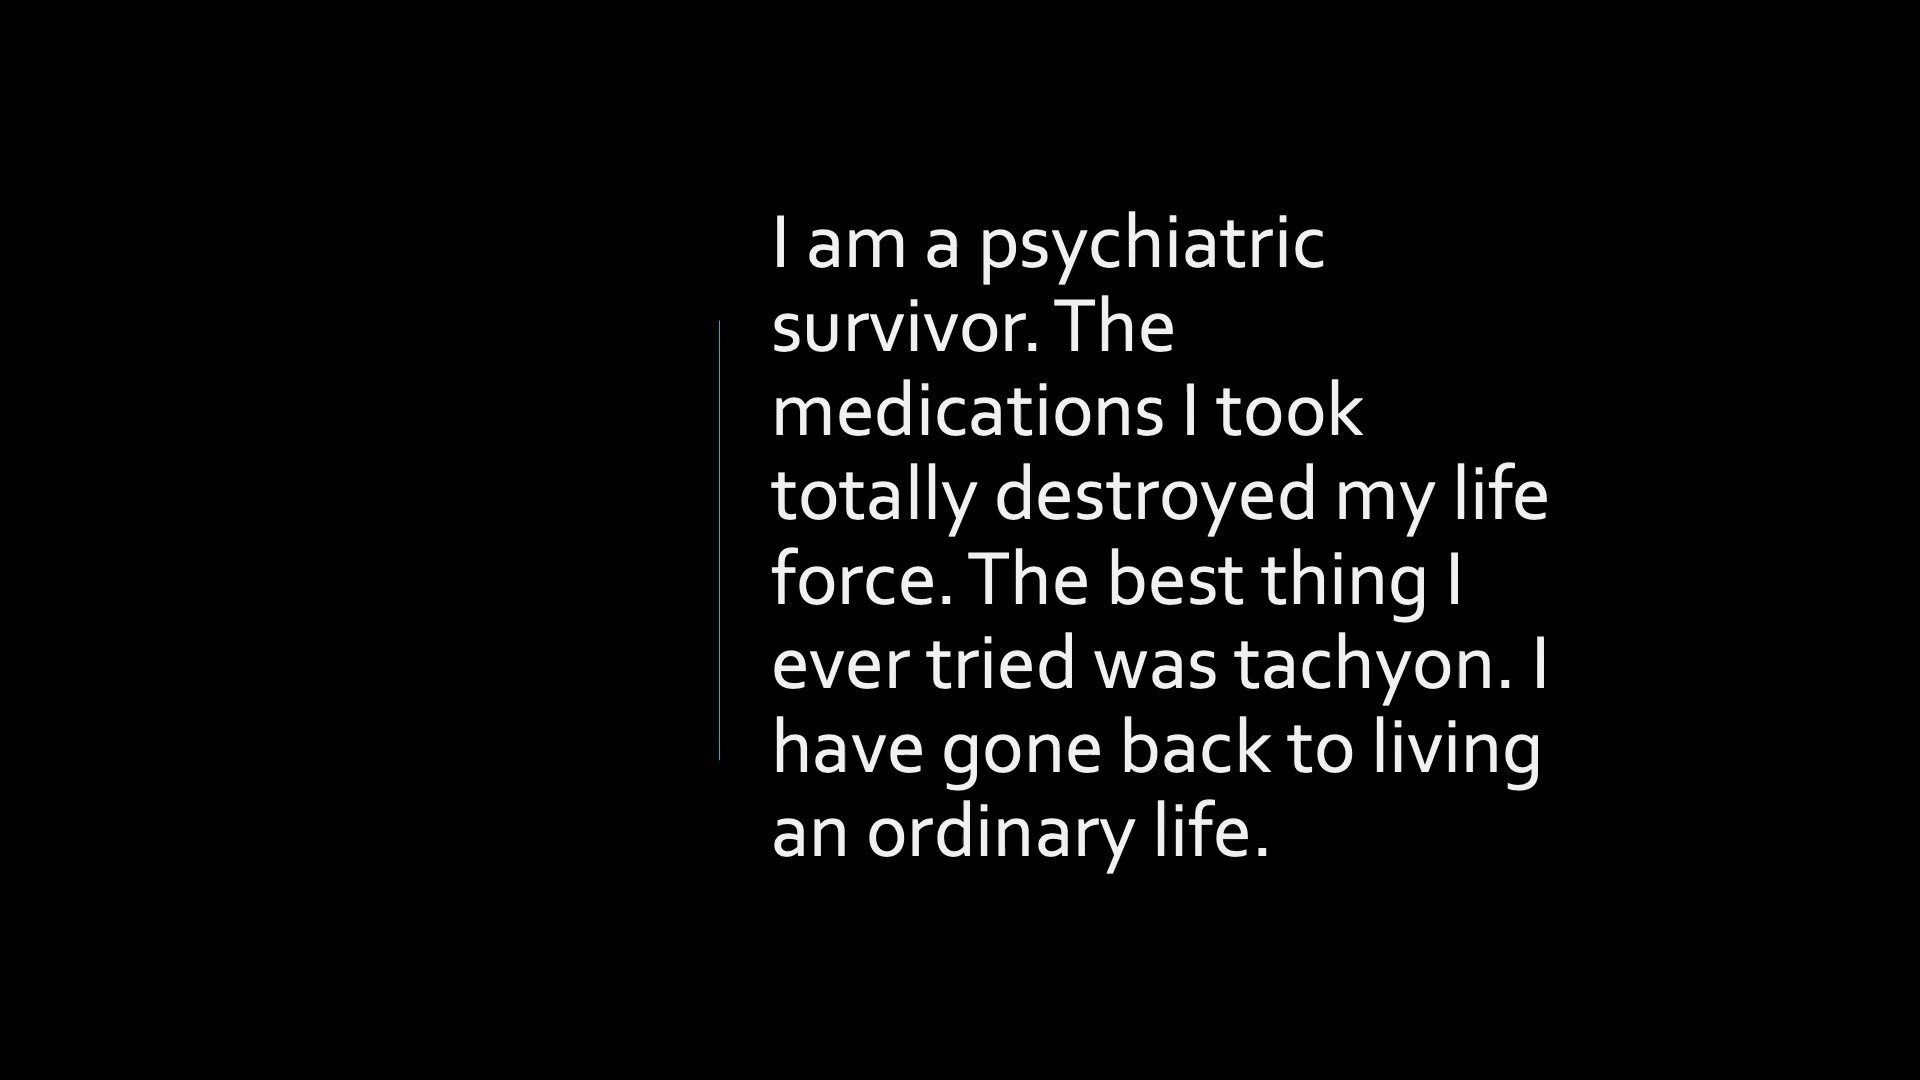 I am a psychiatric
survivor. The
medications I took
totally destroyed my life
force. The best thing I
ever tried was tachyon. I
have gone back to living
an ordinary life.